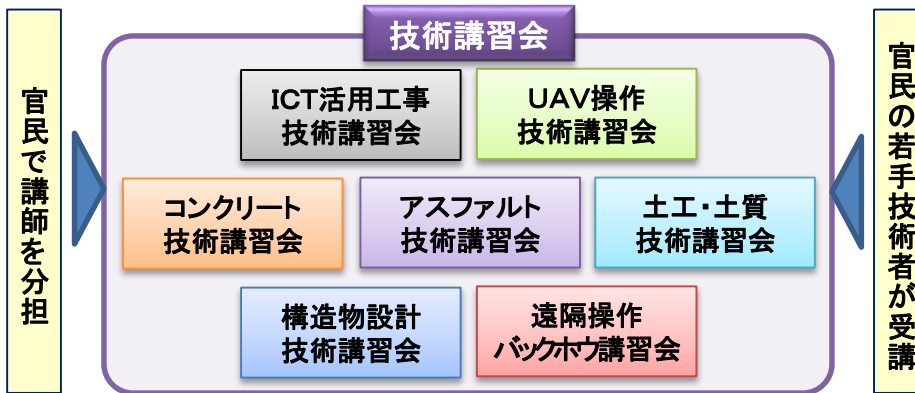 技術講習会
官民で講師を分担
ICT活用工事
技術講習会
UAV操作
技術講習会
コンクリート
技術講習会
アスファルト
技術講習会
土工・土質
技術講習会
構造物設計
技術講習会
遠隔操作
バックホウ講習会
官民の若手技術者が受講